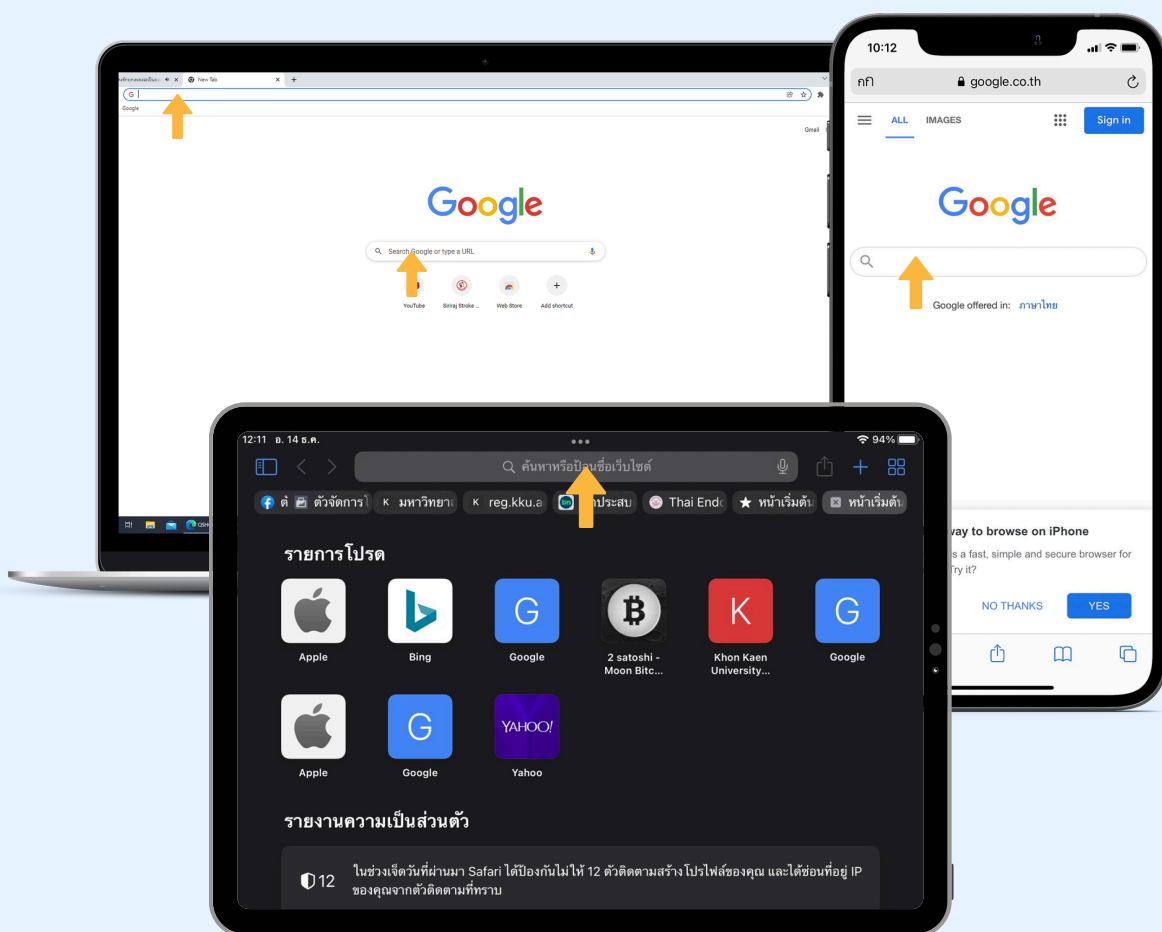 New Tab
G
Google
Gmail
Google
Search Google or type a URL
YouTube
Siriraj Stroke ...
Web Store
Add shortcut
10:12
กกา
google.co.th
ALL
IMAGES
Sign in
Google
Google offered in: ภาษาไทย
way to browse on iPhone
s a fast, simple and secure browser for
Try it?
NO THANKS
YES
12:11 อ. 14 ธ.ค.
94%
ค้นหาหรือป้อนชื่อเว็บไซต์
ตั
ตัวจัดการไ
K มหาวิทยา
K reg.kku.a
bn
ประสบ
Thai Endo
หน้าเริ่มต้น
หน้าเริ่มต้น
รายการโปรด
Apple
Bing
G
Google
2 satoshi -
Moon Bitc...
K
Khon Kaen
University...
G
Google
Apple
G
Google
YAHOO!
Yahoo
รายงานความเป็นส่วนตัว
12
ในช่วงเจ็ดวันที่ผ่านมา Safari ได้ป้องกันไม่ให้ 12 ตัวติดตามสร้างโปรไฟล์ของคุณ และได้ซ่อนที่อยู่ IP
ของคุณจากตัวติดตามที่ทราบ